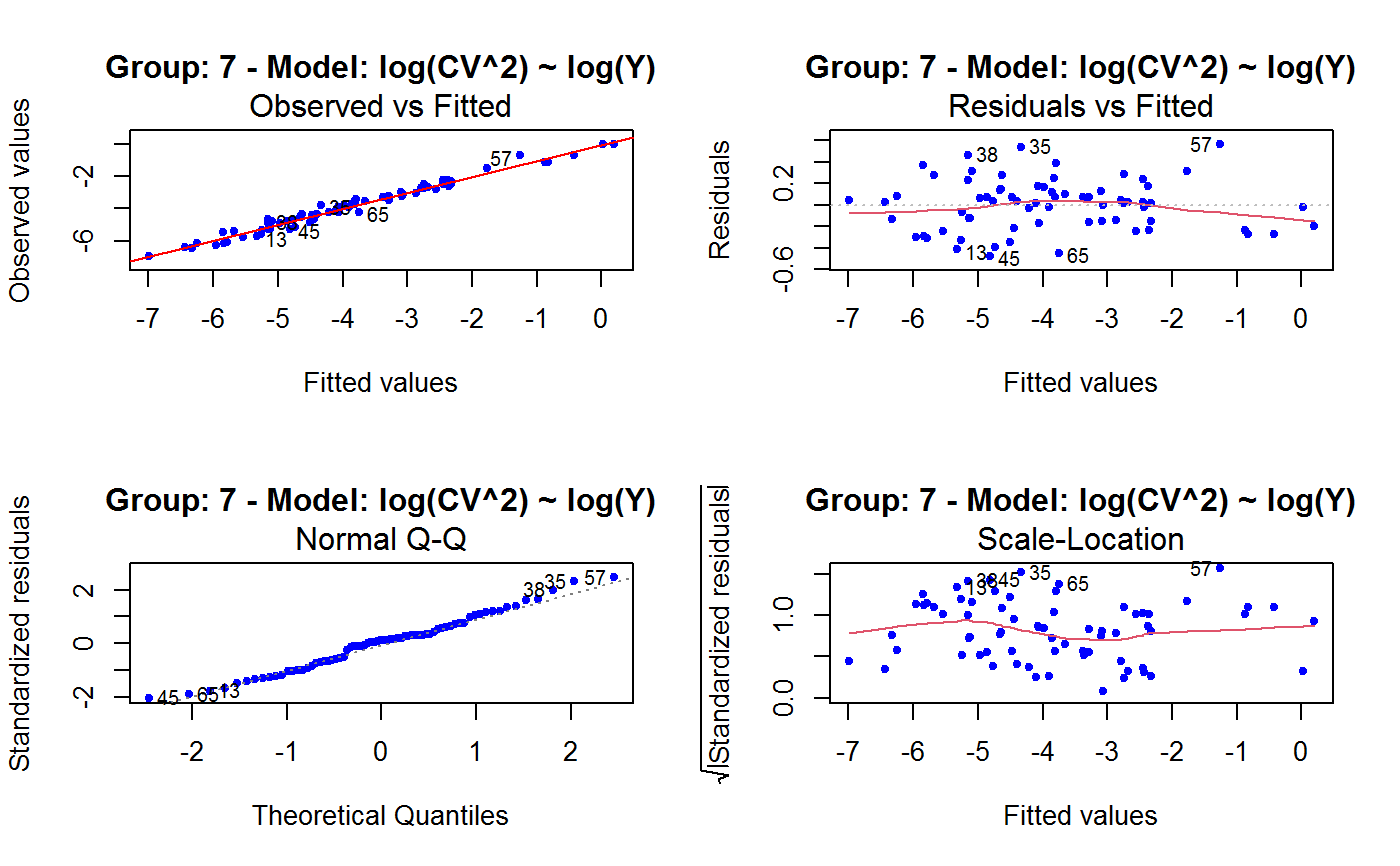 Group: 7 - Model: log(CV^2) ~ log(Y)
Observed vs Fitted
Observed values
-2
-6
57
35
65
45
13
-7 -6 -5 -4 -3 -2 -1 0
Fitted values
Group: 7 - Model: log(CV^2) ~ log(Y)
Residuals vs Fitted
Residuals
0.2
-0.6
38
35
57
13
45
65
-7 -6 -5 -4 -3 -2 -1 0
Fitted values
Group: 7 - Model: log(CV^2) ~ log(Y)
Normal Q-Q
Standardized residuals
2
0
-2
45
65
13
38
35
57
-2 -1 0 1 2
Theoretical Quantiles
Group: 7 - Model: log(CV^2) ~ log(Y)
Scale-Location
√|Standardized residuals|
1.0
0.0
38
13
45
35
65
57
-7 -6 -5 -4 -3 -2 -1 0
Fitted values